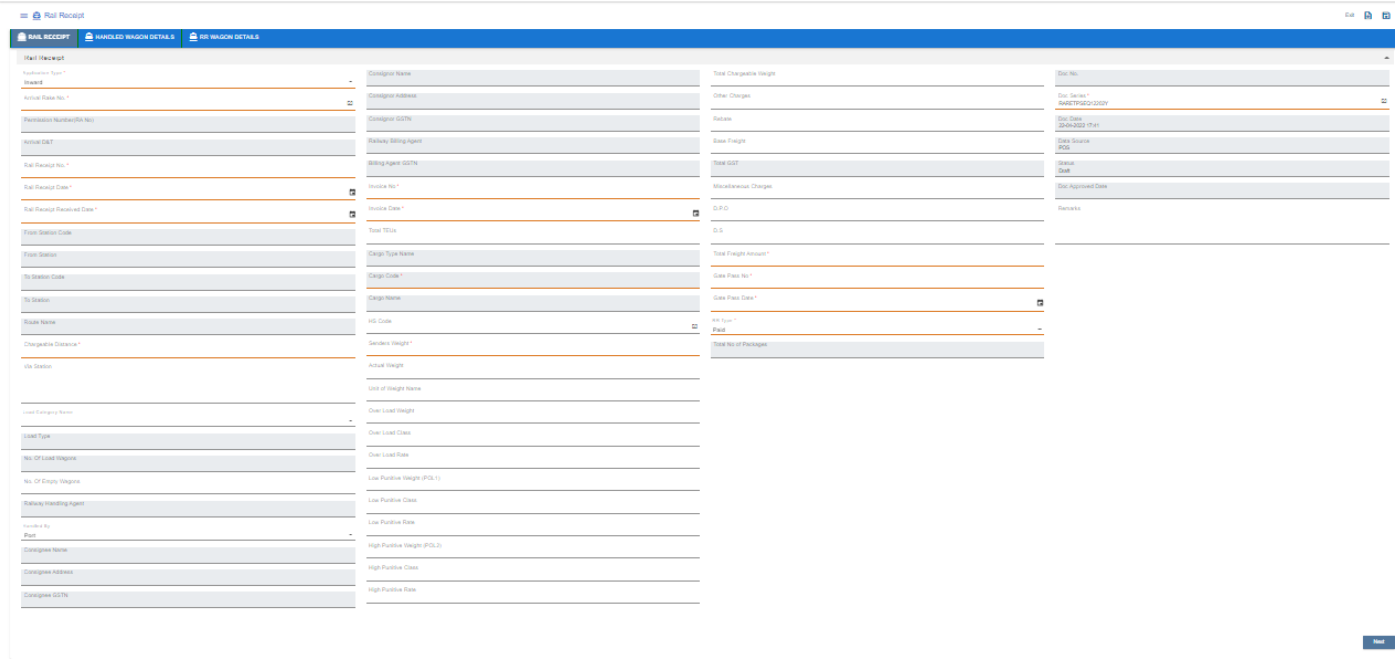 Rail Receipt
Exit
RAIL RECEIPT
HANDLED WAGON DETAILS
RR WAGON DETAILS
Rail Receipt
Application Type *
Inward
Arrival Rake No. *
Permission Number(RA No)
Arrival D&T
Rail Receipt No. *
Rail Receipt Date *
Rail Receipt Received Date *
From Station Code
From Station
To Station Code
To Station
Route Name
Chargeable Distance *
via Station
Load Category Name
Load Type
No. Of Load Wagons
No. Of Empty Wagons
Railway Handling Agent
Handled By
Port
Consignee Name
Consignee Address
Consignee GSTN
Consignor Name
Consignor Address
Consignor GSTN
Railway Billing Agent
Billing Agent GSTN
Invoice No *
Invoice Date *
Total TEUs
Cargo Type Name
Cargo Code *
Cargo Name
HS Code
Senders Weight *
Actual Weight
Unit of Weight Name
Over Load Weight
Over Load Class
Over Load Rate
Low Punitive Weight (POL1)
Low Punitive Class
Low Punitive Rate
High Punitive Weight (POL2)
High Punitive Class
High Punitive Rate
Total Chargeable Weight
Other Charges
Rebate
Base Freight
Total GST
Miscellaneous Charges
D.P.O
D.S
Total Freight Amount *
Gate Pass No *
Gate Pass Date *
RR Type *
Paid
Total No of Packages
Doc No.
Doc Series *
Doc Date
22-04-2022 17:41
Data Source
POS
Status
Draft
Doc Approved Date
Remarks
Next